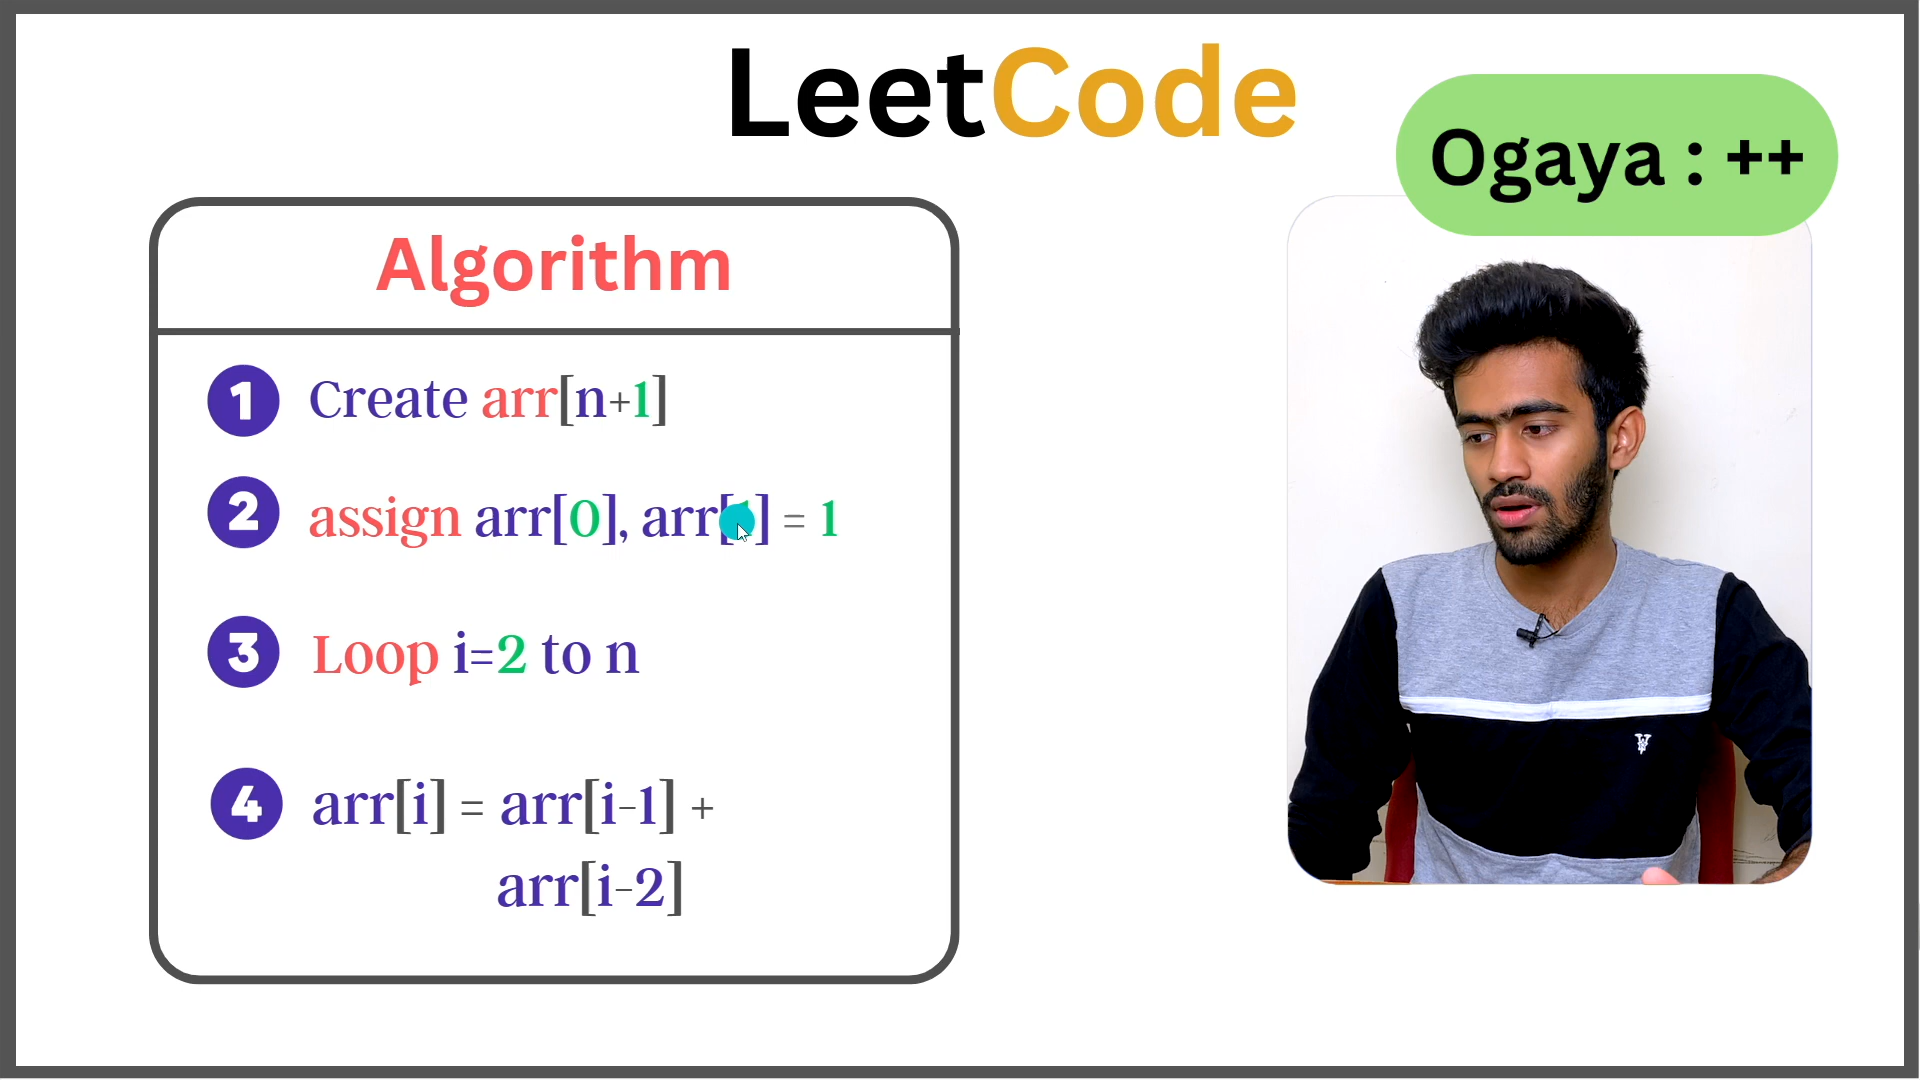 LeetCode
Ogaya : ++
Algorithm
1 Create arr[n+1]
2 assign arr[0], arr[1] = 1
3 Loop i=2 to n
4 arr[i] = arr[i-1] +
arr[i-2]